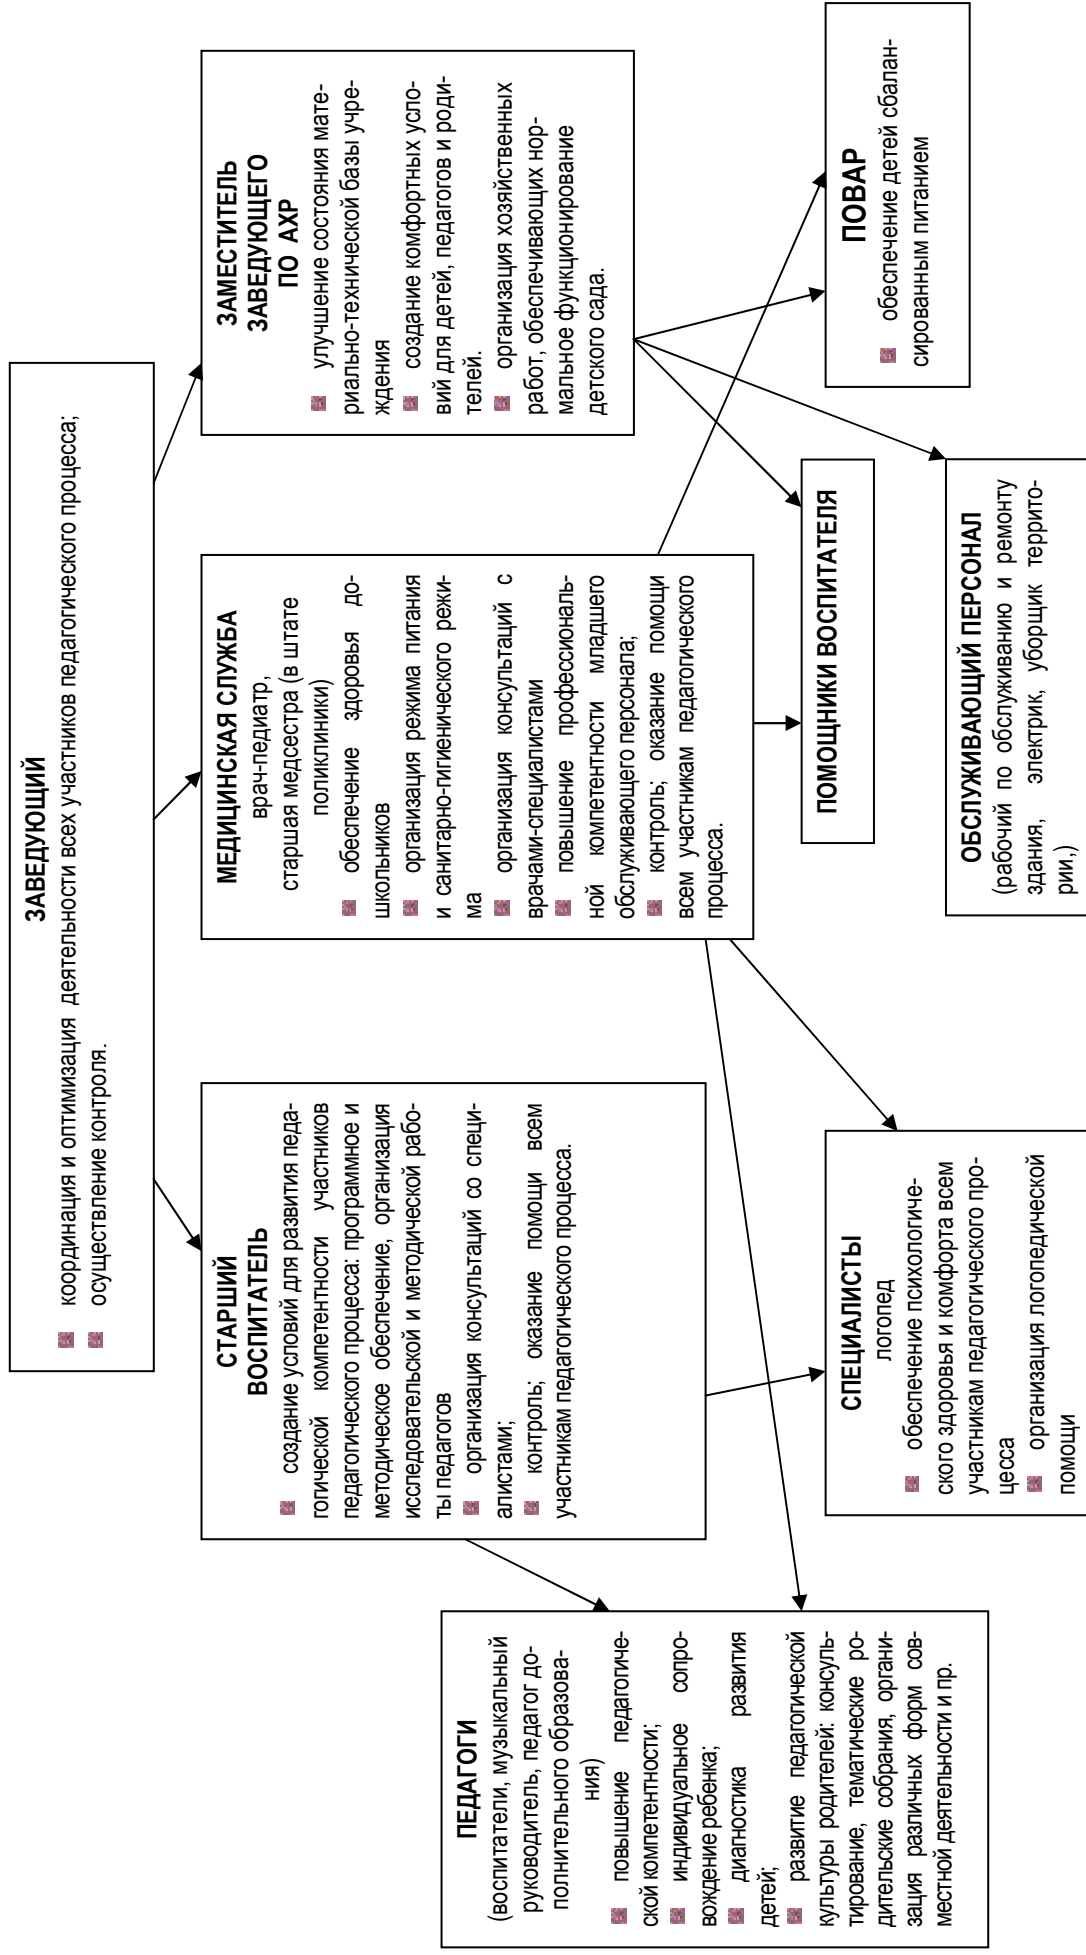 ЗАВЕДУЮЩИЙ
координация и оптимизация деятельности всех участников педагогического процесса;
осуществление контроля.
СТАРШИЙ
ВОСПИТАТЕЛЬ
создание условий для развития педа-
гогической компетентности участников
педагогического процесса: программное и
методическое обеспечение, организация
исследовательской и методической рабо-
ты педагогов
организация консультаций со специ-
алистами;
контроль; оказание помощи всем
участникам педагогического процесса.
МЕДИЦИНСКАЯ СЛУЖБА
врач-педиатр,
старшая медсестра (в штате
поликлиники)
обеспечение здоровья до-
школьников
организация режима питания
и санитарно-гигиенического режи-
ма
организация консультаций с
врачами-специалистами
повышение профессиональ-
ной компетентности младшего
обслуживающего персонала;
контроль; оказание помощи
всем участникам педагогического
процесса.
ЗАМЕСТИТЕЛЬ
ЗАВЕДУЮЩЕГО
ПО АХР
улучшение состояния мате-
риально-технической базы учре-
ждения
создание комфортных усло-
вий для детей, педагогов и роди-
телей.
организация хозяйственных
работ, обеспечивающих нор-
мальное функционирование
детского сада.
ПЕДАГОГИ
(воспитатели, музыкальный
руководитель, педагог до-
полнительного образова-
ния)
повышение педагогиче-
ской компетентности;
индивидуальное сопро-
вождение ребенка;
диагностика развития
детей;
развитие педагогической
культуры родителей: консуль-
тирование, тематические ро-
дительские собрания, органи-
зация различных форм сов-
местной деятельности и пр.
СПЕЦИАЛИСТЫ
логопед
обеспечение психологиче-
ского здоровья и комфорта всем
участникам педагогического про-
цесса
организация логопедической
помощи
ПОМОЩНИКИ ВОСПИТАТЕЛЯ
ПОВАР
обеспечение детей сбалан-
сированным питанием
ОБСЛУЖИВАЮЩИЙ ПЕРСОНАЛ
(рабочий по обслуживанию и ремонту
здания, электрик, уборщик террито-
рии,)